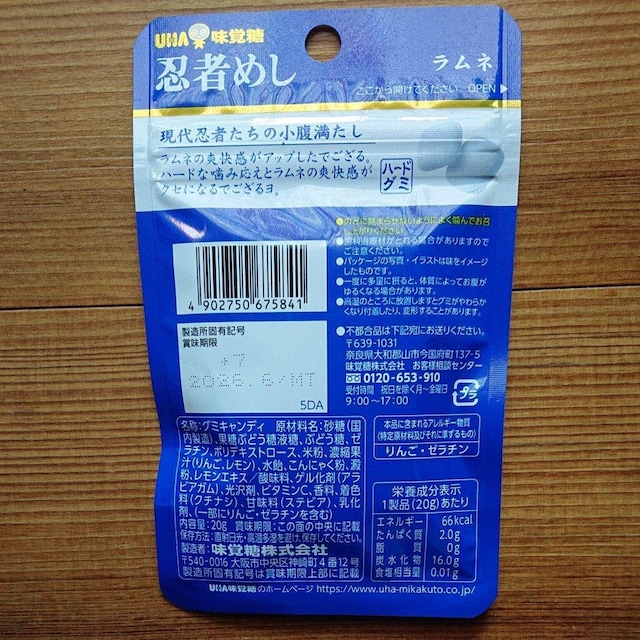 UHA味覚糖
忍者めし
ラムネ
ここから開けてください OPEN
現代忍者たちの小腹満たし
ラムネの爽快感がアップしたでござる。
ハードな噛み応えとラムネの爽快感が
クセになるでござるヨ。
ハード
グミ
●のどに詰まらせないようによく噛んでお召
し上がりください。
●歯科治療材がとれる場合がありますので
ご注意ください。
●パッケージの写真・イラストは味をイメージ
したものです。
●一度に多量に摂ると、体質によってお腹が
ゆるくなる場合があります。
●高温のところに放置しますとグミがやわらか
くなり付着したり、変形することがあります。
4 902750 675841
製造所固有記号
賞味期限
+7
2026.6/MT
5DA
●不都合品は下記宛にお送りください。
〒639-1031
奈良県大和郡山市今国府町137-5
味覚糖株式会社 お客様相談センター
0120-653-910
受付時間 祝日を除く月～金曜日
9:00～17:00
プラ
名称:グミキャンディ 原材料名:砂糖(国
内製造)、果糖ぶどう糖液糖、ぶどう糖、ゼ
ラチン、ポリデキストロース、米粉、濃縮果
汁(りんご、レモン)、水飴、こんにゃく粉、澱
粉、レモンエキス/酸味料、ゲル化剤(アラ
ビアガム)、光沢剤、ビタミンC、香料、着色
料(クチナシ)、甘味料(ステビア)、乳化
剤、(一部にりんご・ゼラチンを含む)
内容量:20g 賞味期限:この面の中央に記載
保存方法:直射日光・高温多湿を避け、保存してください。
製造者:味覚糖株式会社
〒540-0016 大阪市中央区神崎町4番12号
製造所固有記号は賞味期限上部に記載
本品に含まれるアレルギー物質
(特定原材料及びそれに準ずるもの)
りんご・ゼラチン
栄養成分表示
1製品(20g)あたり
エネルギー 66kcal
たんぱく質 2.0g
脂質 0g
炭水化物 16.0g
食塩相当量 0.01g
UHA味覚糖のホームページ https://www.uha-mikakuto.co.jp/